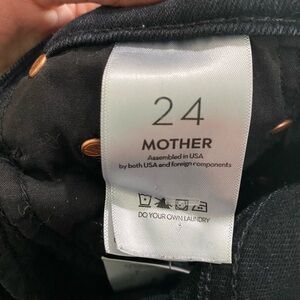 24
MOTHER
Assembled in USA
by both USA and foreign components
DO YOUR OWN LAUNDRY